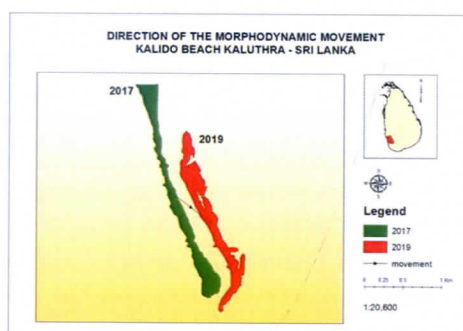 DIRECTION OF THE MORPHODYNAMIC MOVEMENT
KALIDO BEACH KALUTHRA - SRI LANKA
2017
2019
Legend
2017
2019
movement
1:20,600